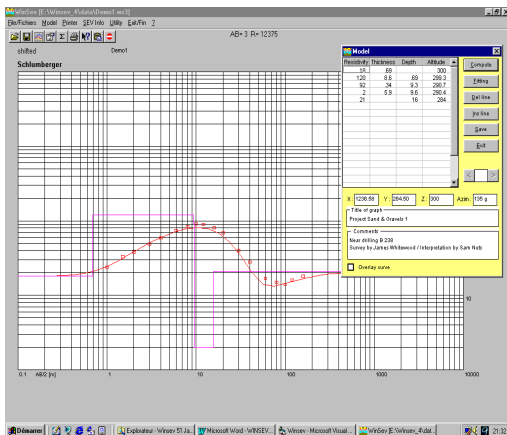 WinSev [E:\Winsev_4\data\Demo1.ws3]
File/Fichiers Model Printer SEV Info Utility Exit/Fin ?
AB= 3 R= 12375
shifted Demo1
Schlumberger
Model
Resistivity Thickness Depth Altitude
18 .69 300
120 8.6 .69 299.3
92 34 9.3 290.7
2 5.9 9.6 290.4
21 16 284
Compute
Fitting
Del line
Ins line
Save
Exit
< >
X : 1236.50 Y : 264.60 Z : 300 Azim : 135 g
Title of graph
Project Sand & Gravels 1
Comments
Near drilling B 238
Survey by James Whitewood / Interpretation by Sam Nuts
Overlay curve
10
0.1 AB/2 [m] 1 10 100 1000 10000
Démarrer Explorateur - Winsev 51 Ja... Microsoft Word - WINSEV... Winsev - Microsoft Visual... WinSev [E:\Winsev_4\dat... 21:32